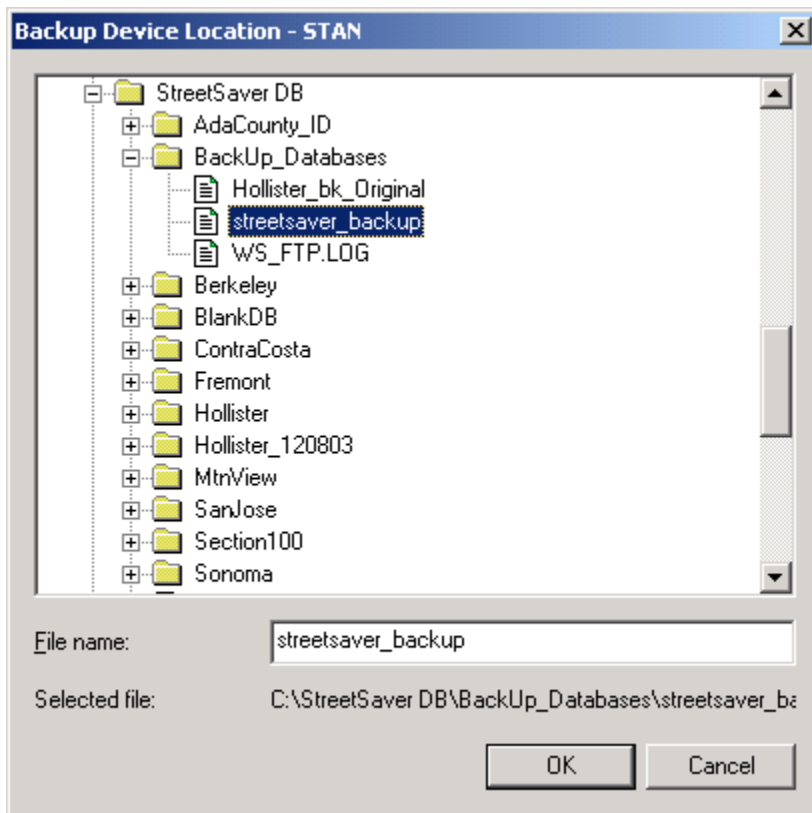 Backup Device Location - STAN
StreetSaver DB
AdaCounty_ID
BackUp_Databases
Hollister_bk_Original
streetsaver_backup
WS_FTP.LOG
Berkeley
BlankDB
ContraCosta
Fremont
Hollister
Hollister_120803
MtnView
SanJose
Section100
Sonoma
File name: streetsaver_backup
Selected file: C:\StreetSaver DB\BackUp_Databases\streetsaver_ba
OK Cancel